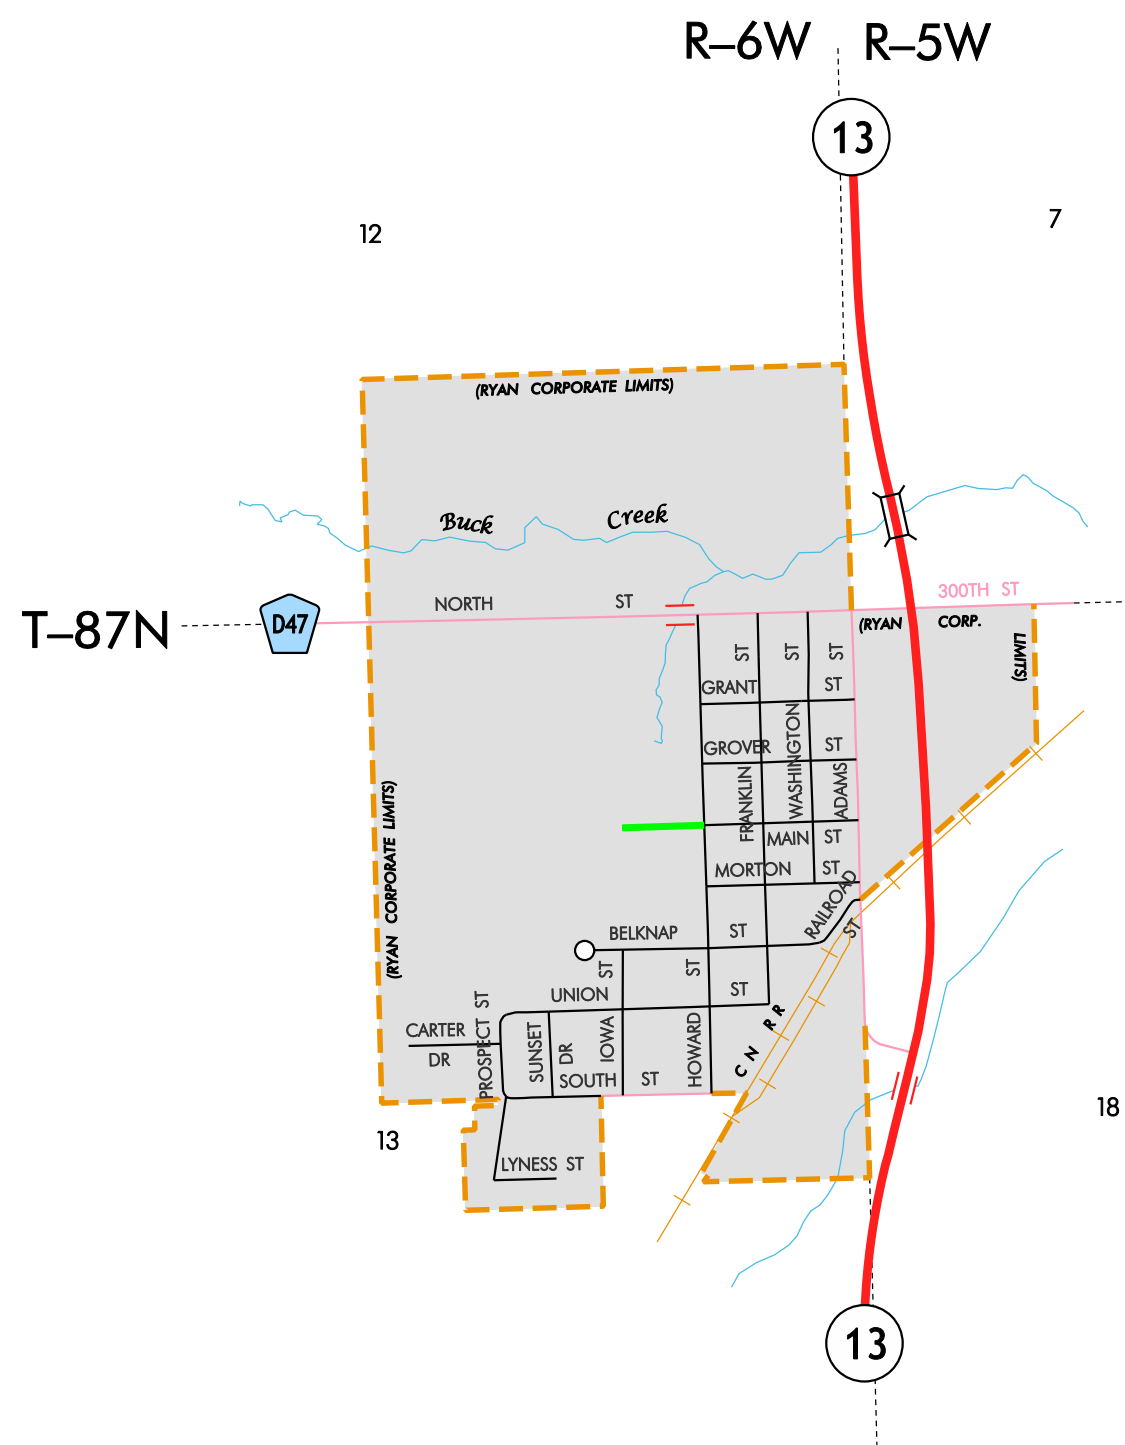 R–6W R–5W
13
12
7
(RYAN CORPORATE LIMITS)
Buck Creek
NORTH ST
300TH ST
T–87N
D47
(RYAN CORP.
LIMITS)
ST
ST
ST
GRANT ST
GROVER ST
FRANKLIN
WASHINGTON
ADAMS
(RYAN CORPORATE LIMITS)
MAIN ST
MORTON ST
RAILROAD ST
BELKNAP ST
ST
ST
UNION ST
CARTER DR
PROSPECT ST
SUNSET DR
IOWA
HOWARD
SOUTH ST
CN RR
LYNESS ST
13
18
13